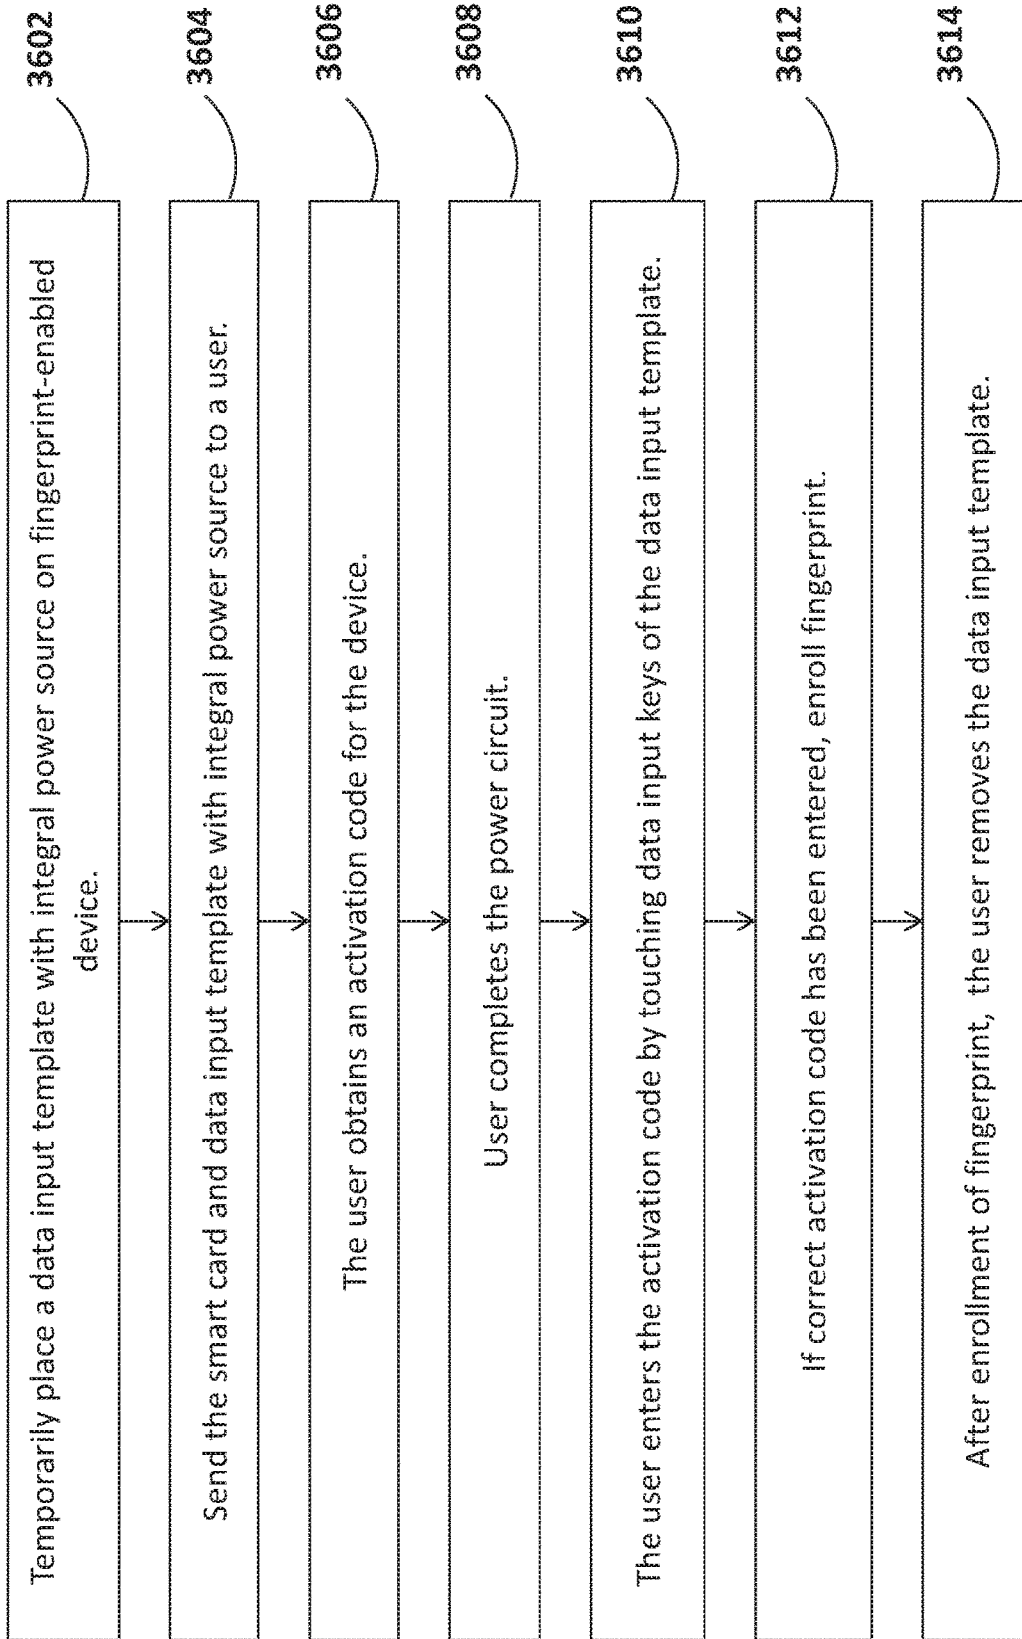 Temporarily place a data input template with integral power source on fingerprint-enabled
device.
3602
Send the smart card and data input template with integral power source to a user.
3604
The user obtains an activation code for the device.
3606
User completes the power circuit.
3608
The user enters the activation code by touching data input keys of the data input template.
3610
If correct activation code has been entered, enroll fingerprint.
3612
After enrollment of fingerprint, the user removes the data input template.
3614